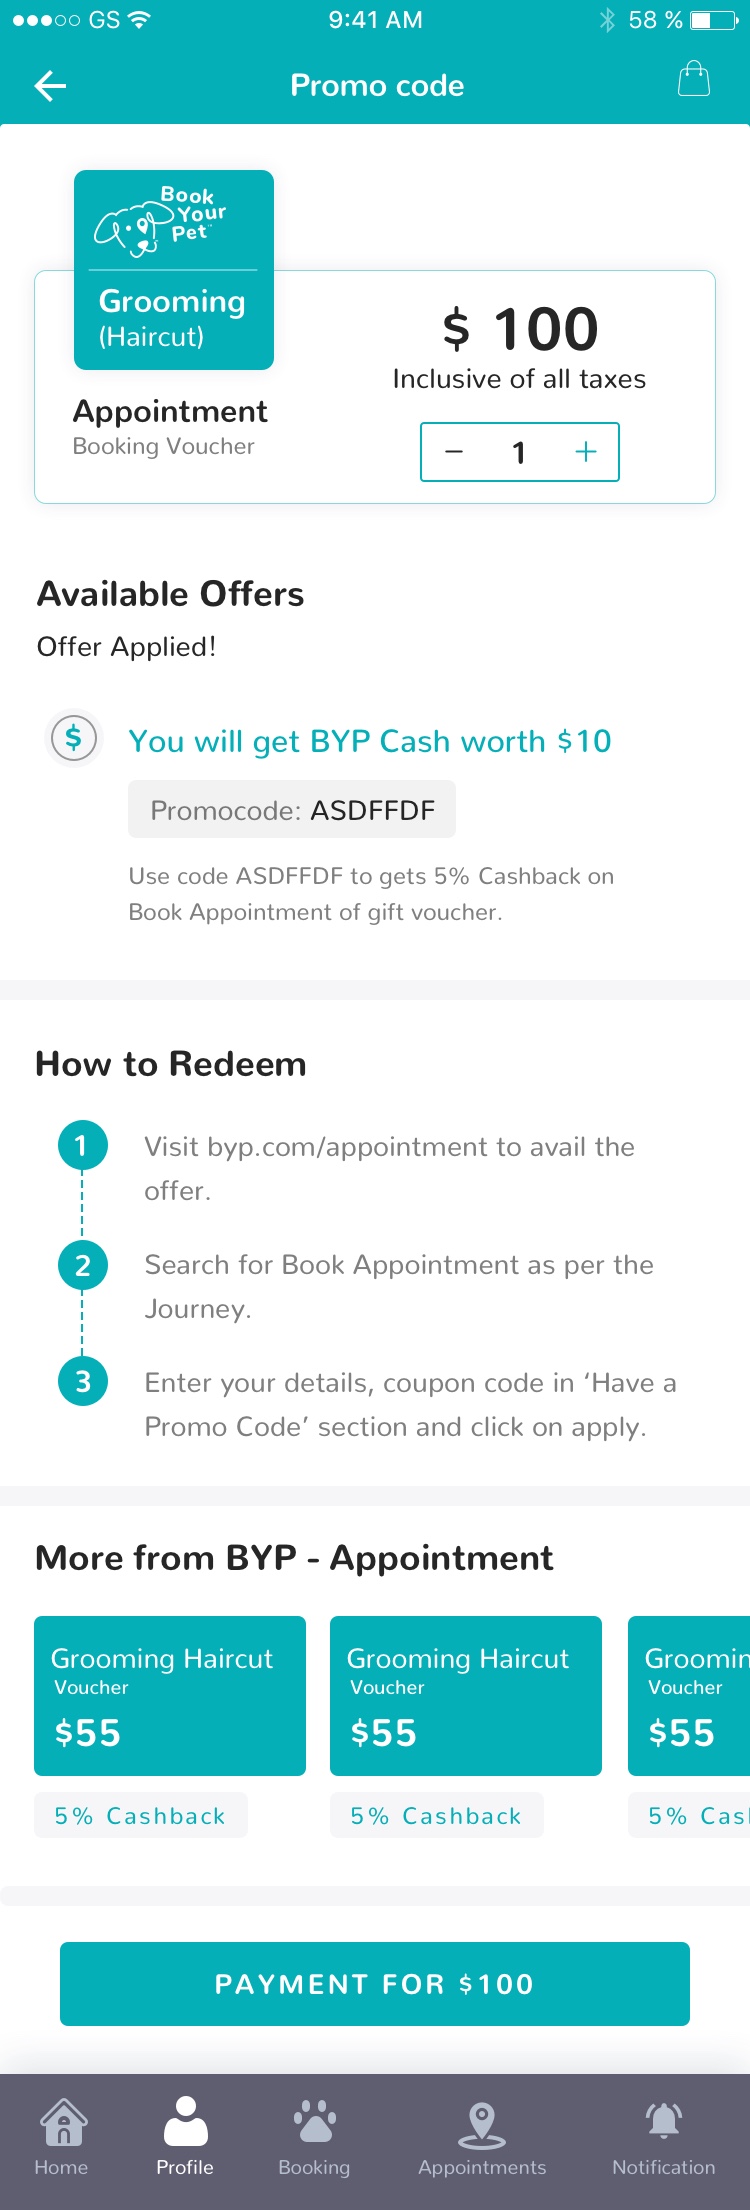 GS 9:41 AM 58 %
Promo code
Book
Your
Pet
Grooming
(Haircut)
$ 100
Inclusive of all taxes
Appointment
Booking Voucher
− 1 +
Available Offers
Offer Applied!
$ You will get BYP Cash worth $10
Promocode: ASDFFDF
Use code ASDFFDF to gets 5% Cashback on
Book Appointment of gift voucher.
How to Redeem
1 Visit byp.com/appointment to avail the
offer.
2 Search for Book Appointment as per the
Journey.
3 Enter your details, coupon code in ‘Have a
Promo Code’ section and click on apply.
More from BYP - Appointment
Grooming Haircut
Voucher
$55
5% Cashback
Grooming Haircut
Voucher
$55
5% Cashback
Groomin
Voucher
$55
5% Cas
PAYMENT FOR $100
Home Profile Booking Appointments Notification